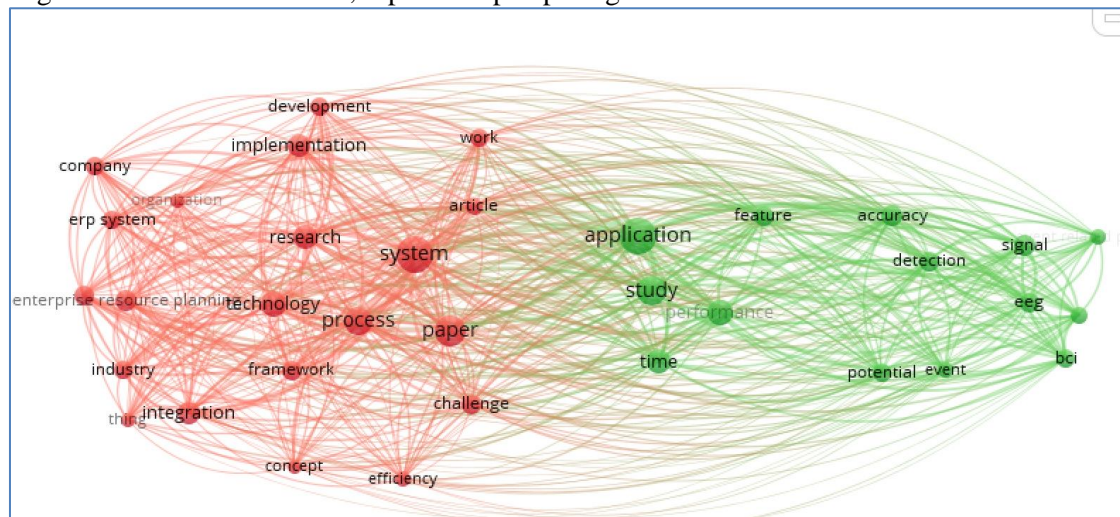 development
work
implementation
company
organization
article
erp system
research
system
enterprise resource planning
technology
process
paper
industry
framework
thing
integration
challenge
concept
efficiency
application
feature
accuracy
signal
detection
study
performance
eeg
time
potential
event
bci